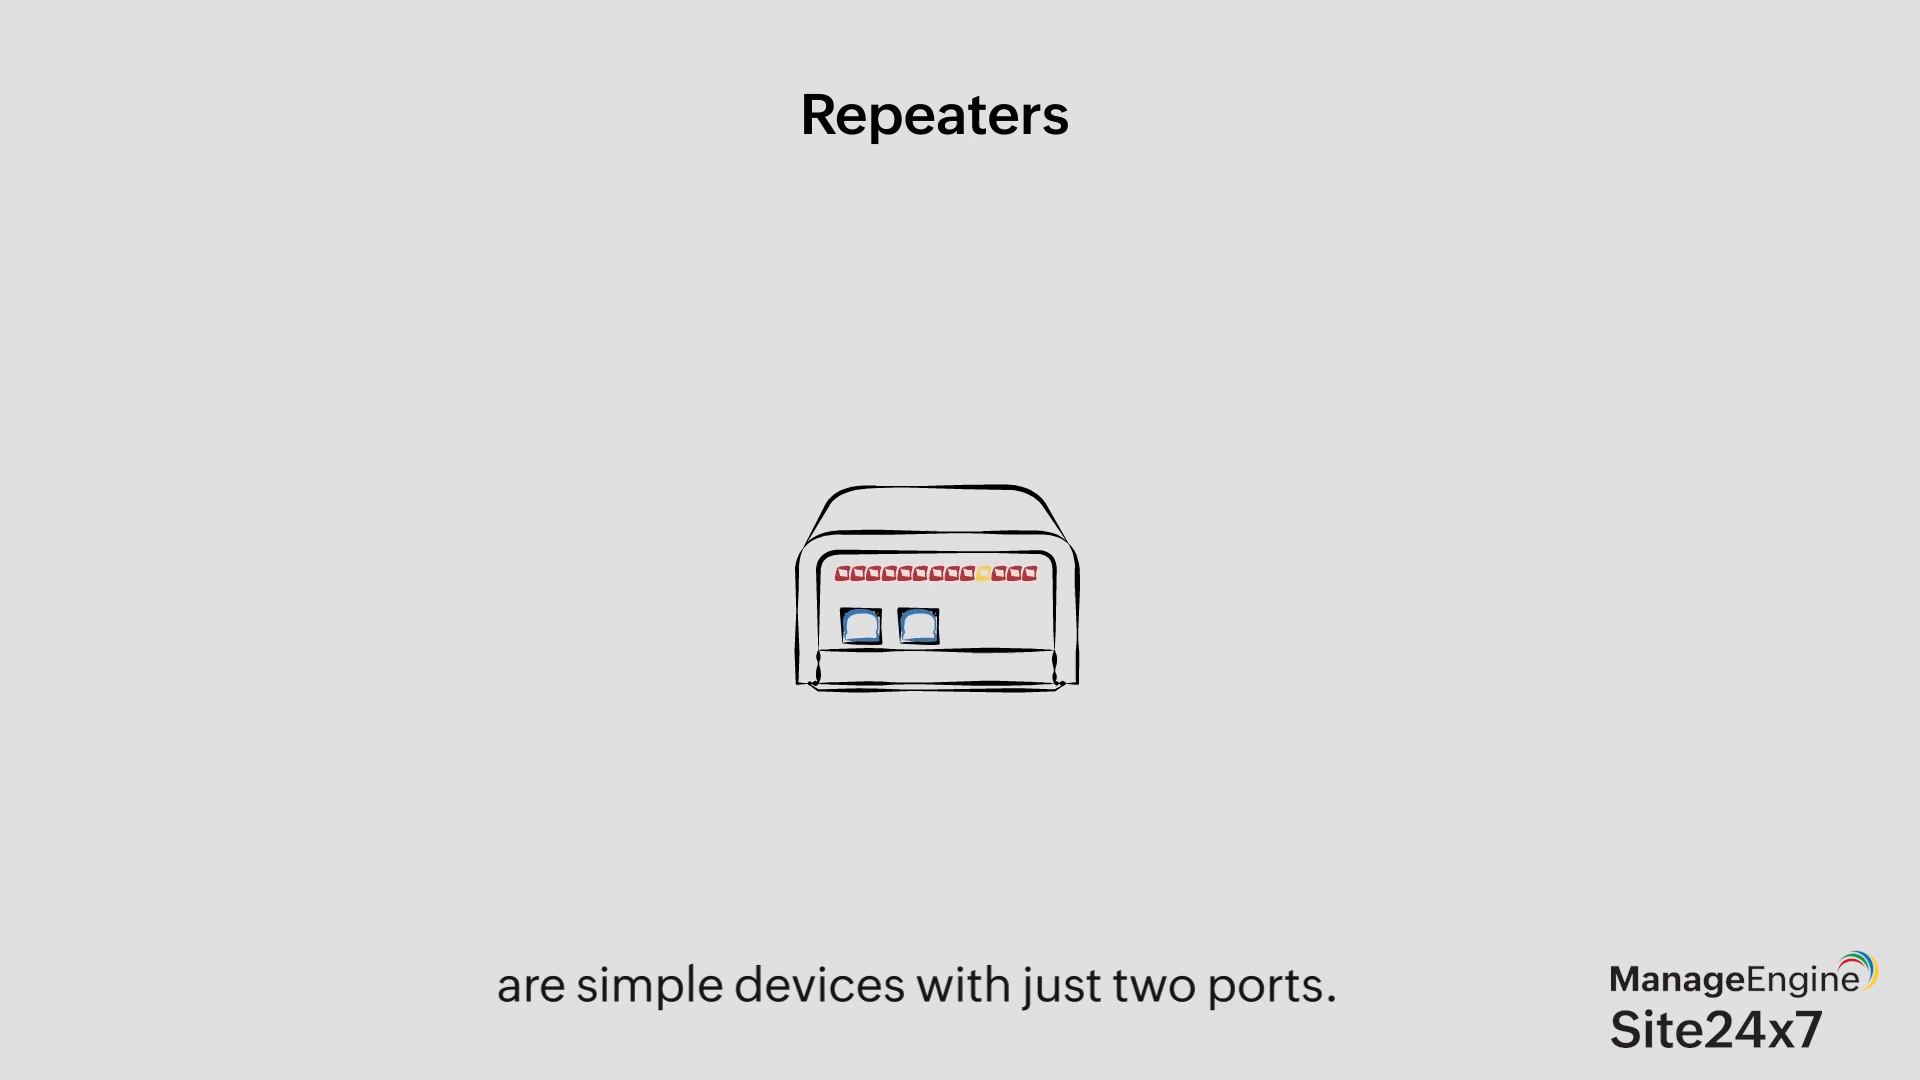 Repeaters
are simple devices with just two ports.
ManageEngine
Site24x7